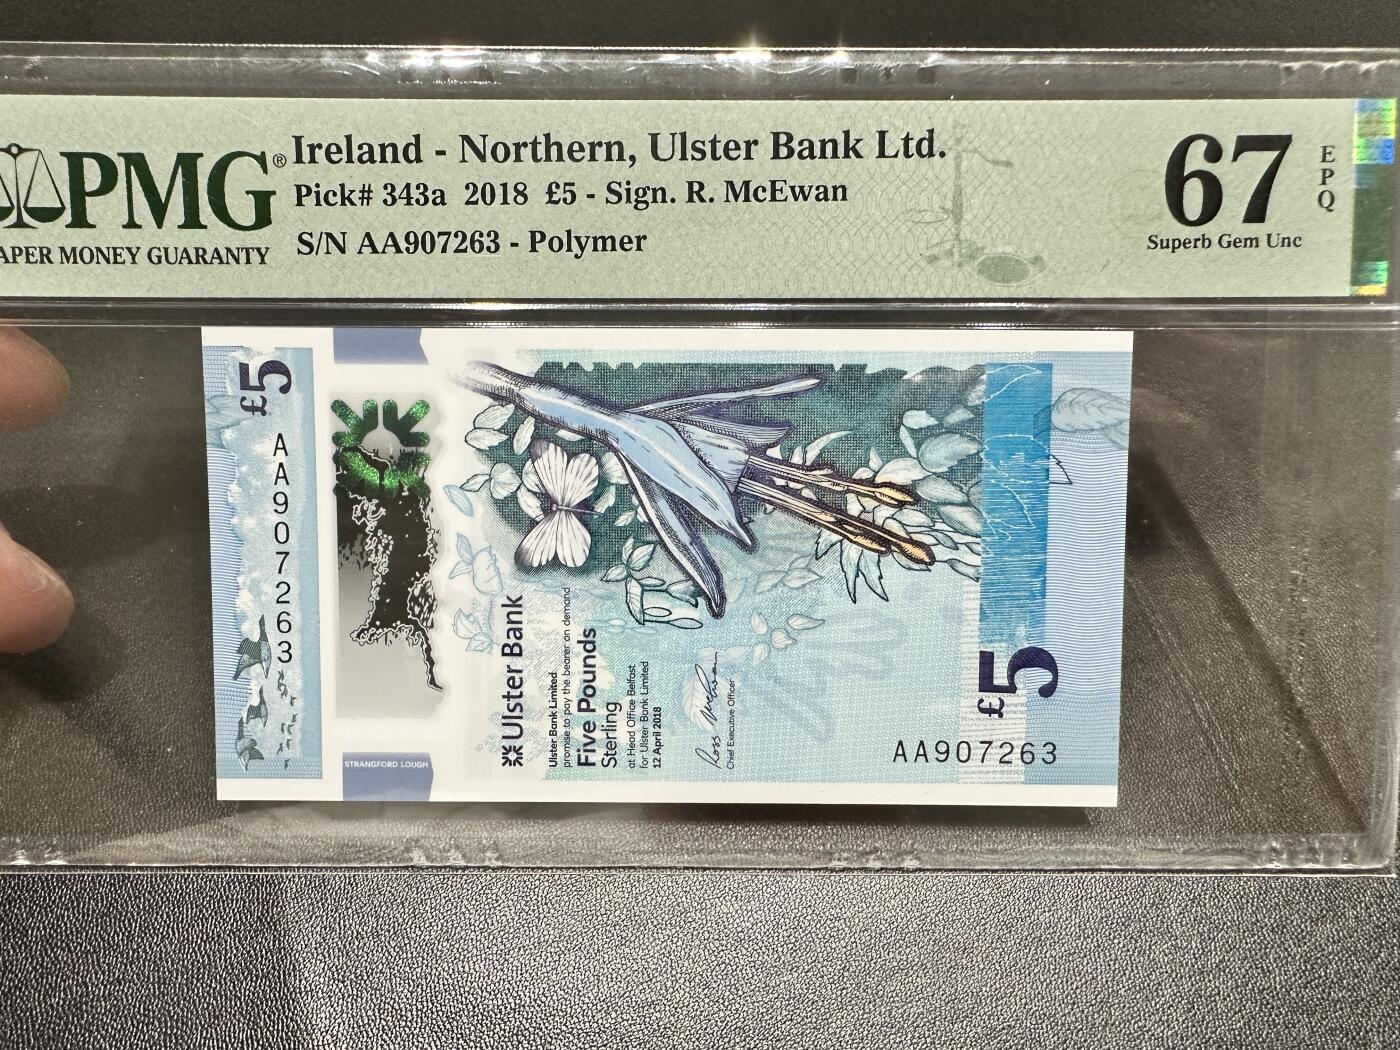 PMG®
APER MONEY GUARANTY
Ireland - Northern, Ulster Bank Ltd.
Pick# 343a 2018 £5 - Sign. R. McEwan
S/N AA907263 - Polymer
67
EPQ
Superb Gem Unc
£5
AA907263
STRANGFORD LOUGH
Ulster Bank
Ulster Bank Limited
promise to pay the bearer on demand
Five Pounds
Sterling
at Head Office Belfast
for Ulster Bank Limited
12 April 2018
Chief Executive Officer
£5
AA907263